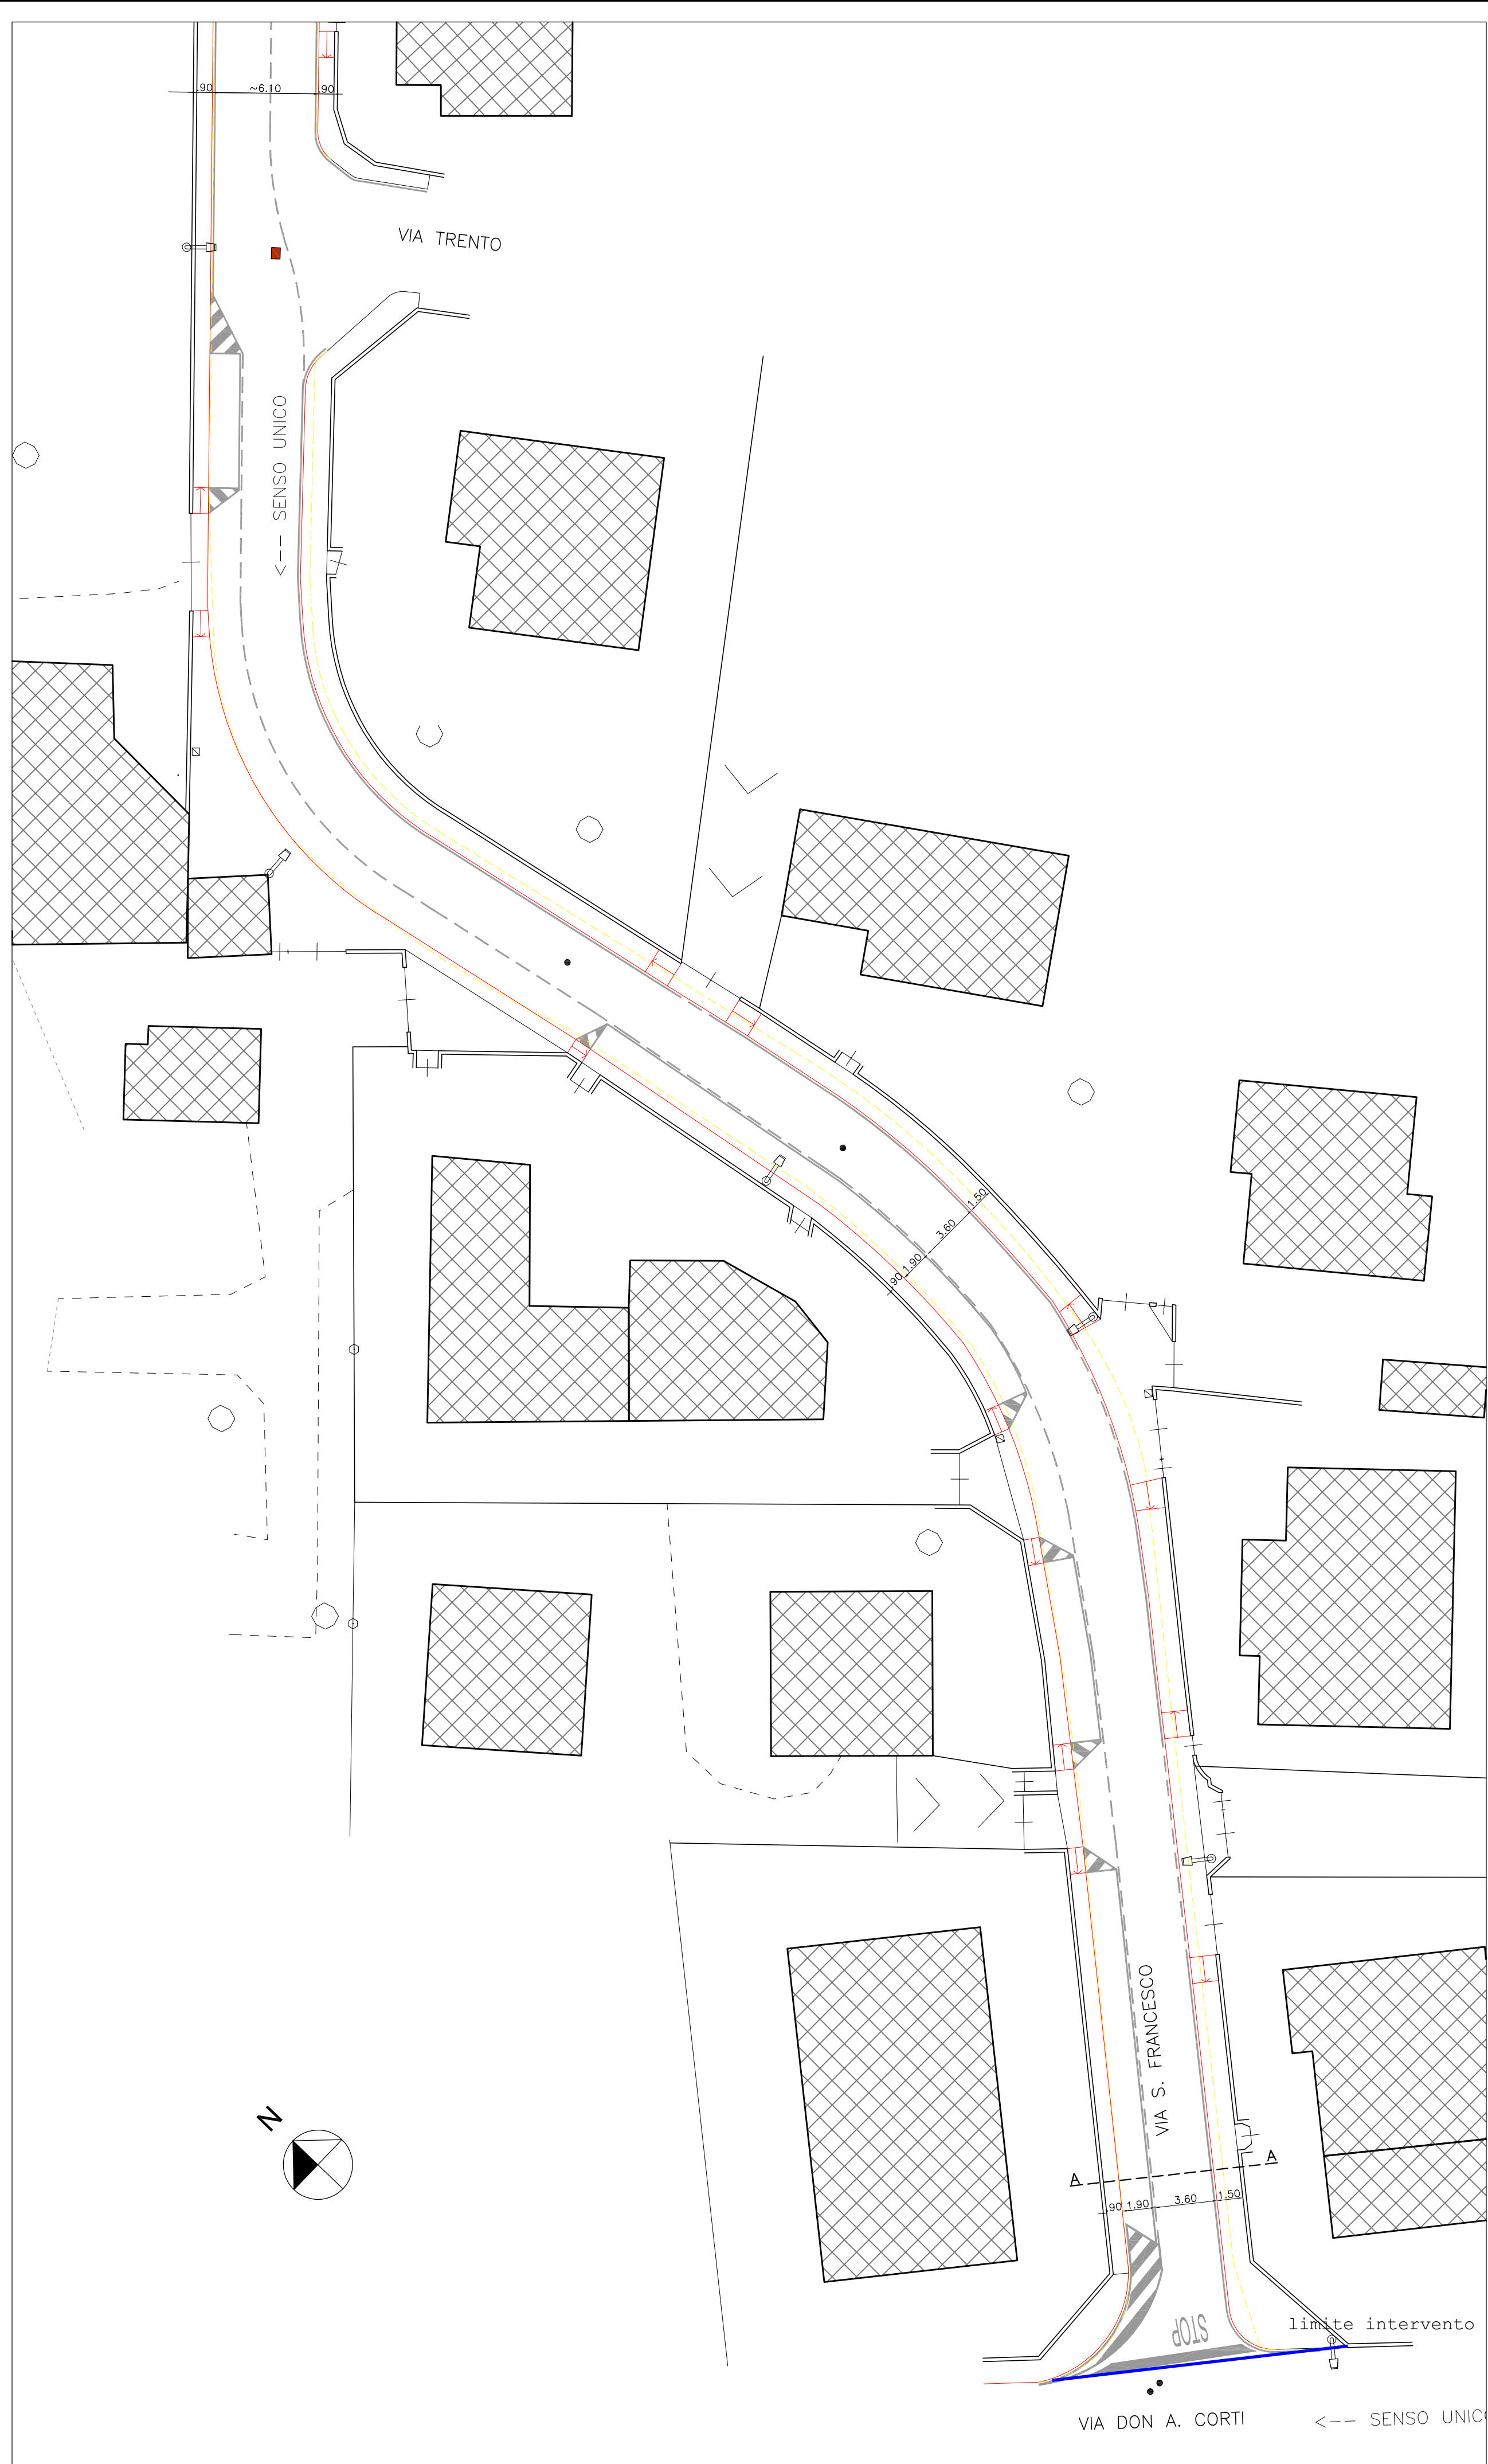 .90 ~6.10 .90
VIA TRENTO
<--- SENSO UNICO
1.50
3.60
1.90
.90
VIA S. FRANCESCO
N
A A
.90 1.90 3.60 1.50
STOP
limite intervento
VIA DON A. CORTI <-- SENSO UNICO